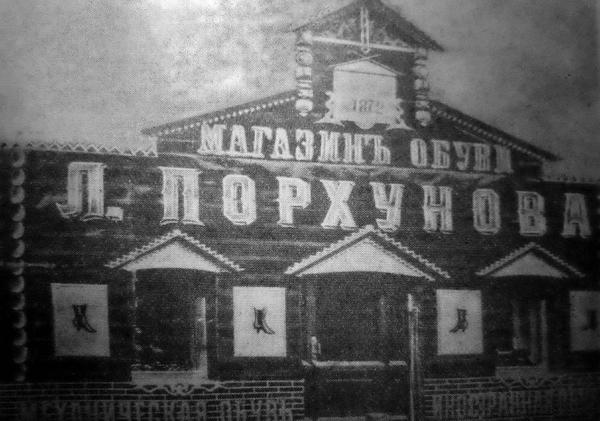 1872
МАГАЗИНЪ ОБУВИ
Л. ПОРХУНОВА
МЕХАНИЧЕСКАЯ ОБУВЬ